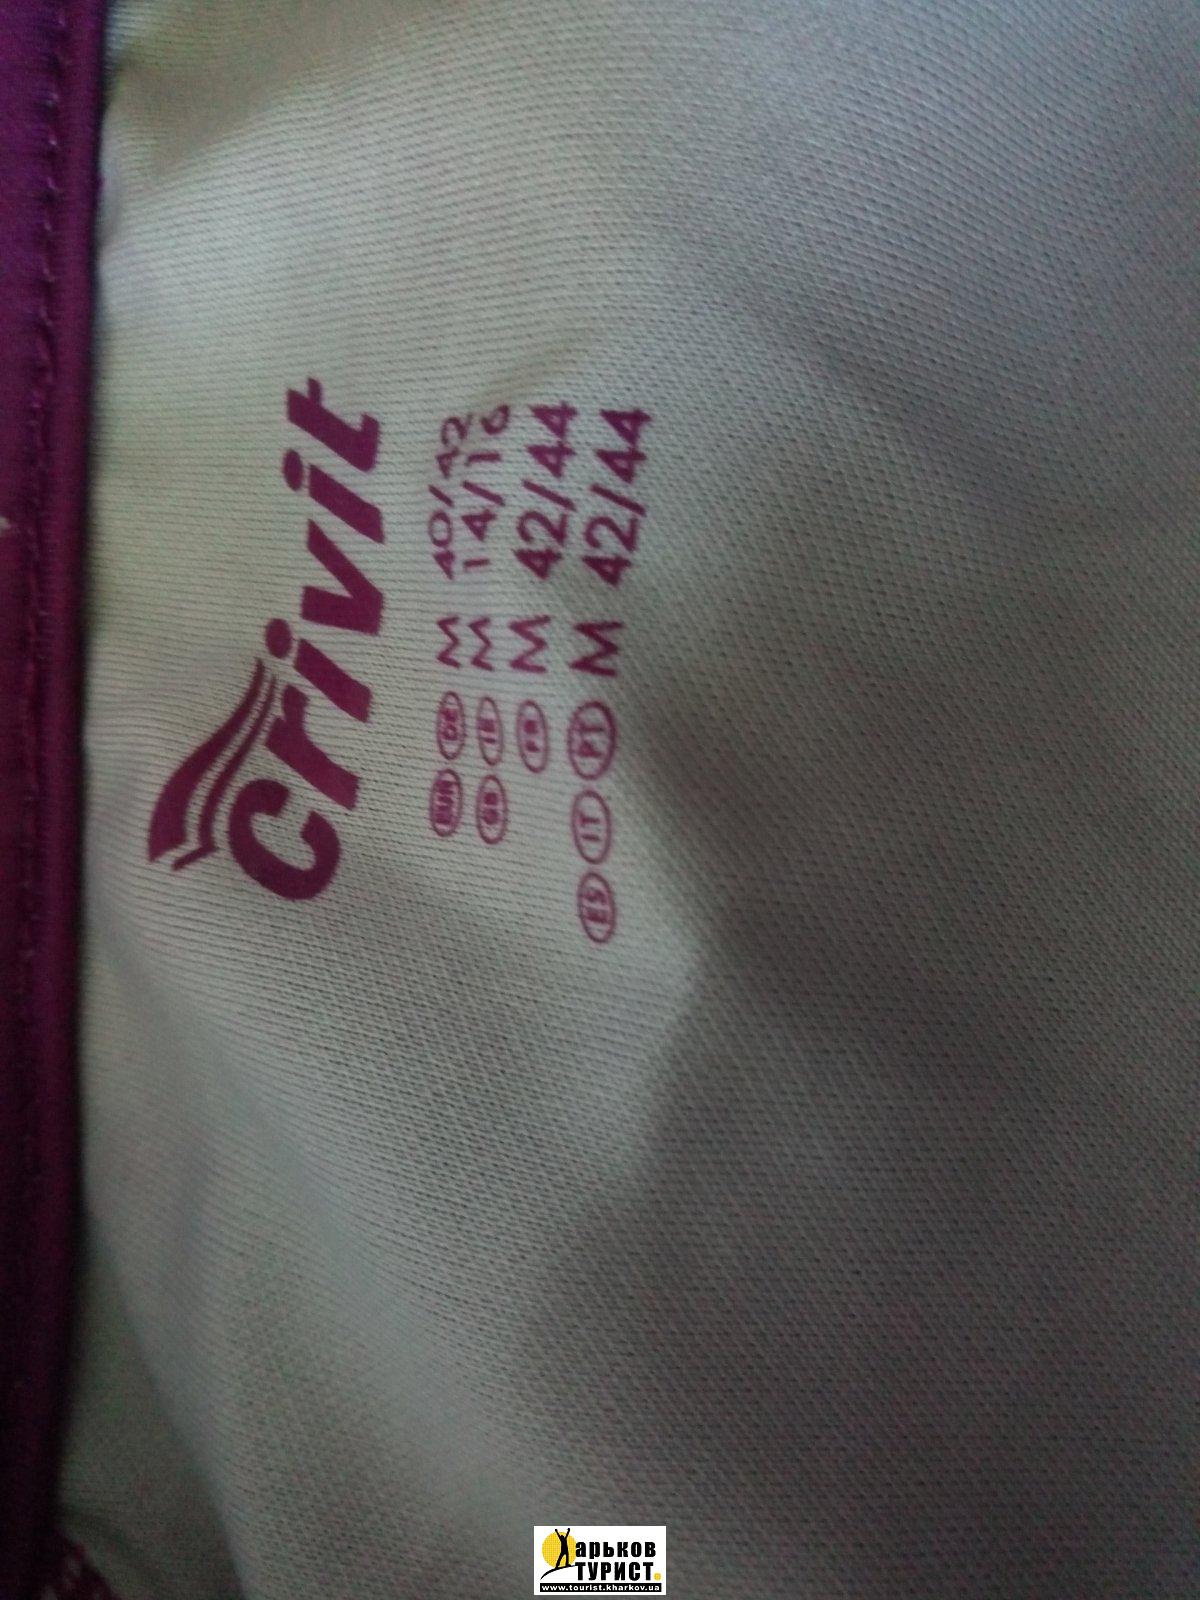 crivit
EUR DE M 40/42
GB IE M 14/16
FR M 42/44
ES IT PT M 42/44
Харьков
ТУРИСТ.
www.tourist.kharkov.ua